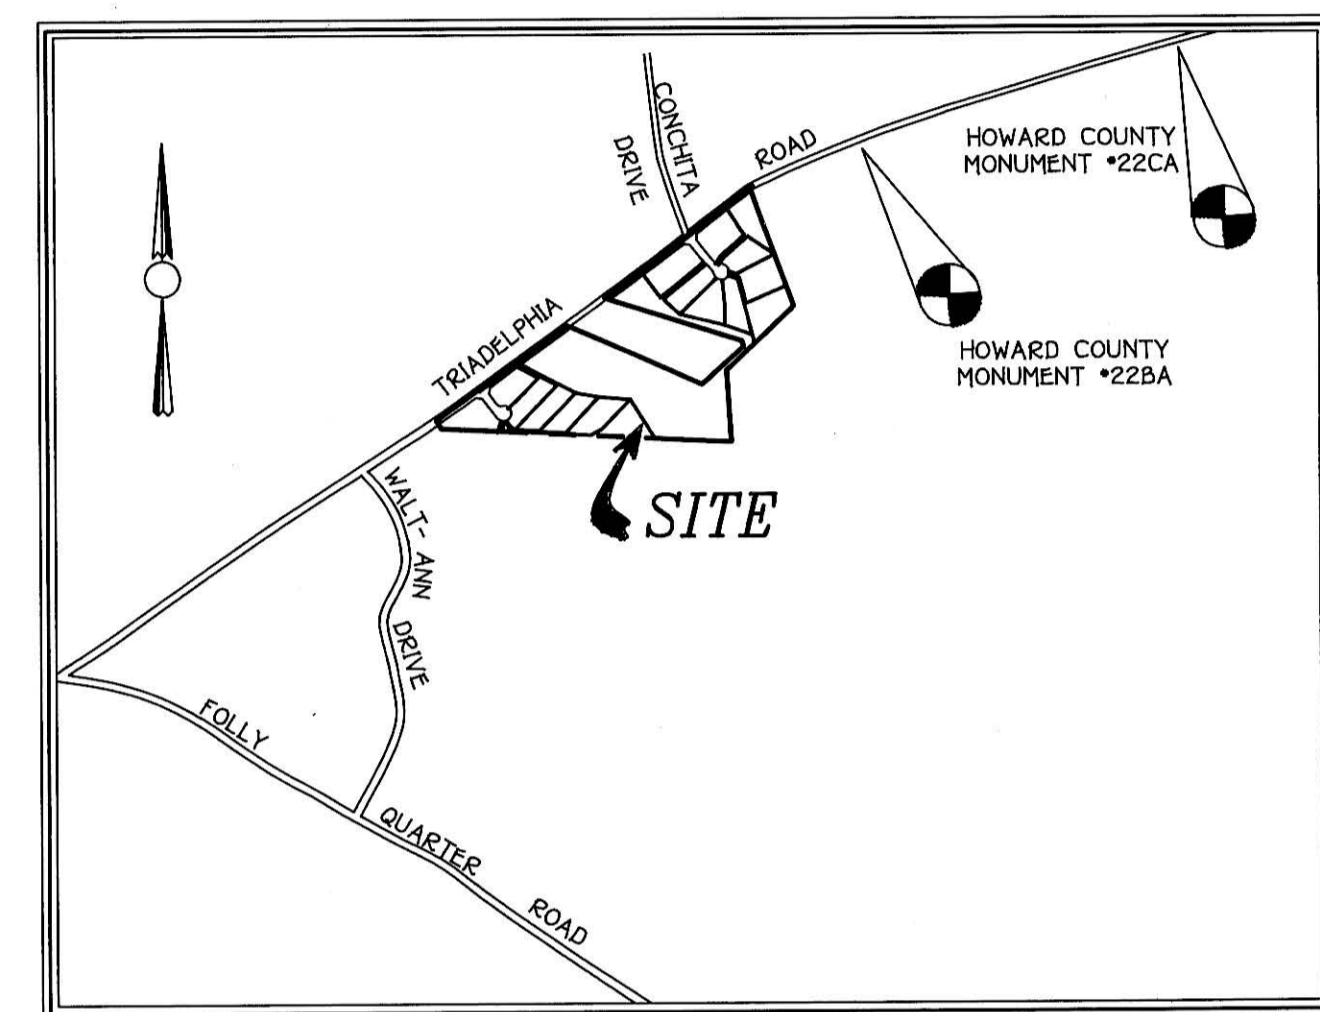 CONCHITA
DRIVE
ROAD
HOWARD COUNTY
MONUMENT *22CA
HOWARD COUNTY
MONUMENT *22BA
TRIADELPHIA
SITE
WALT- ANN DRIVE
FOLLY
QUARTER
ROAD